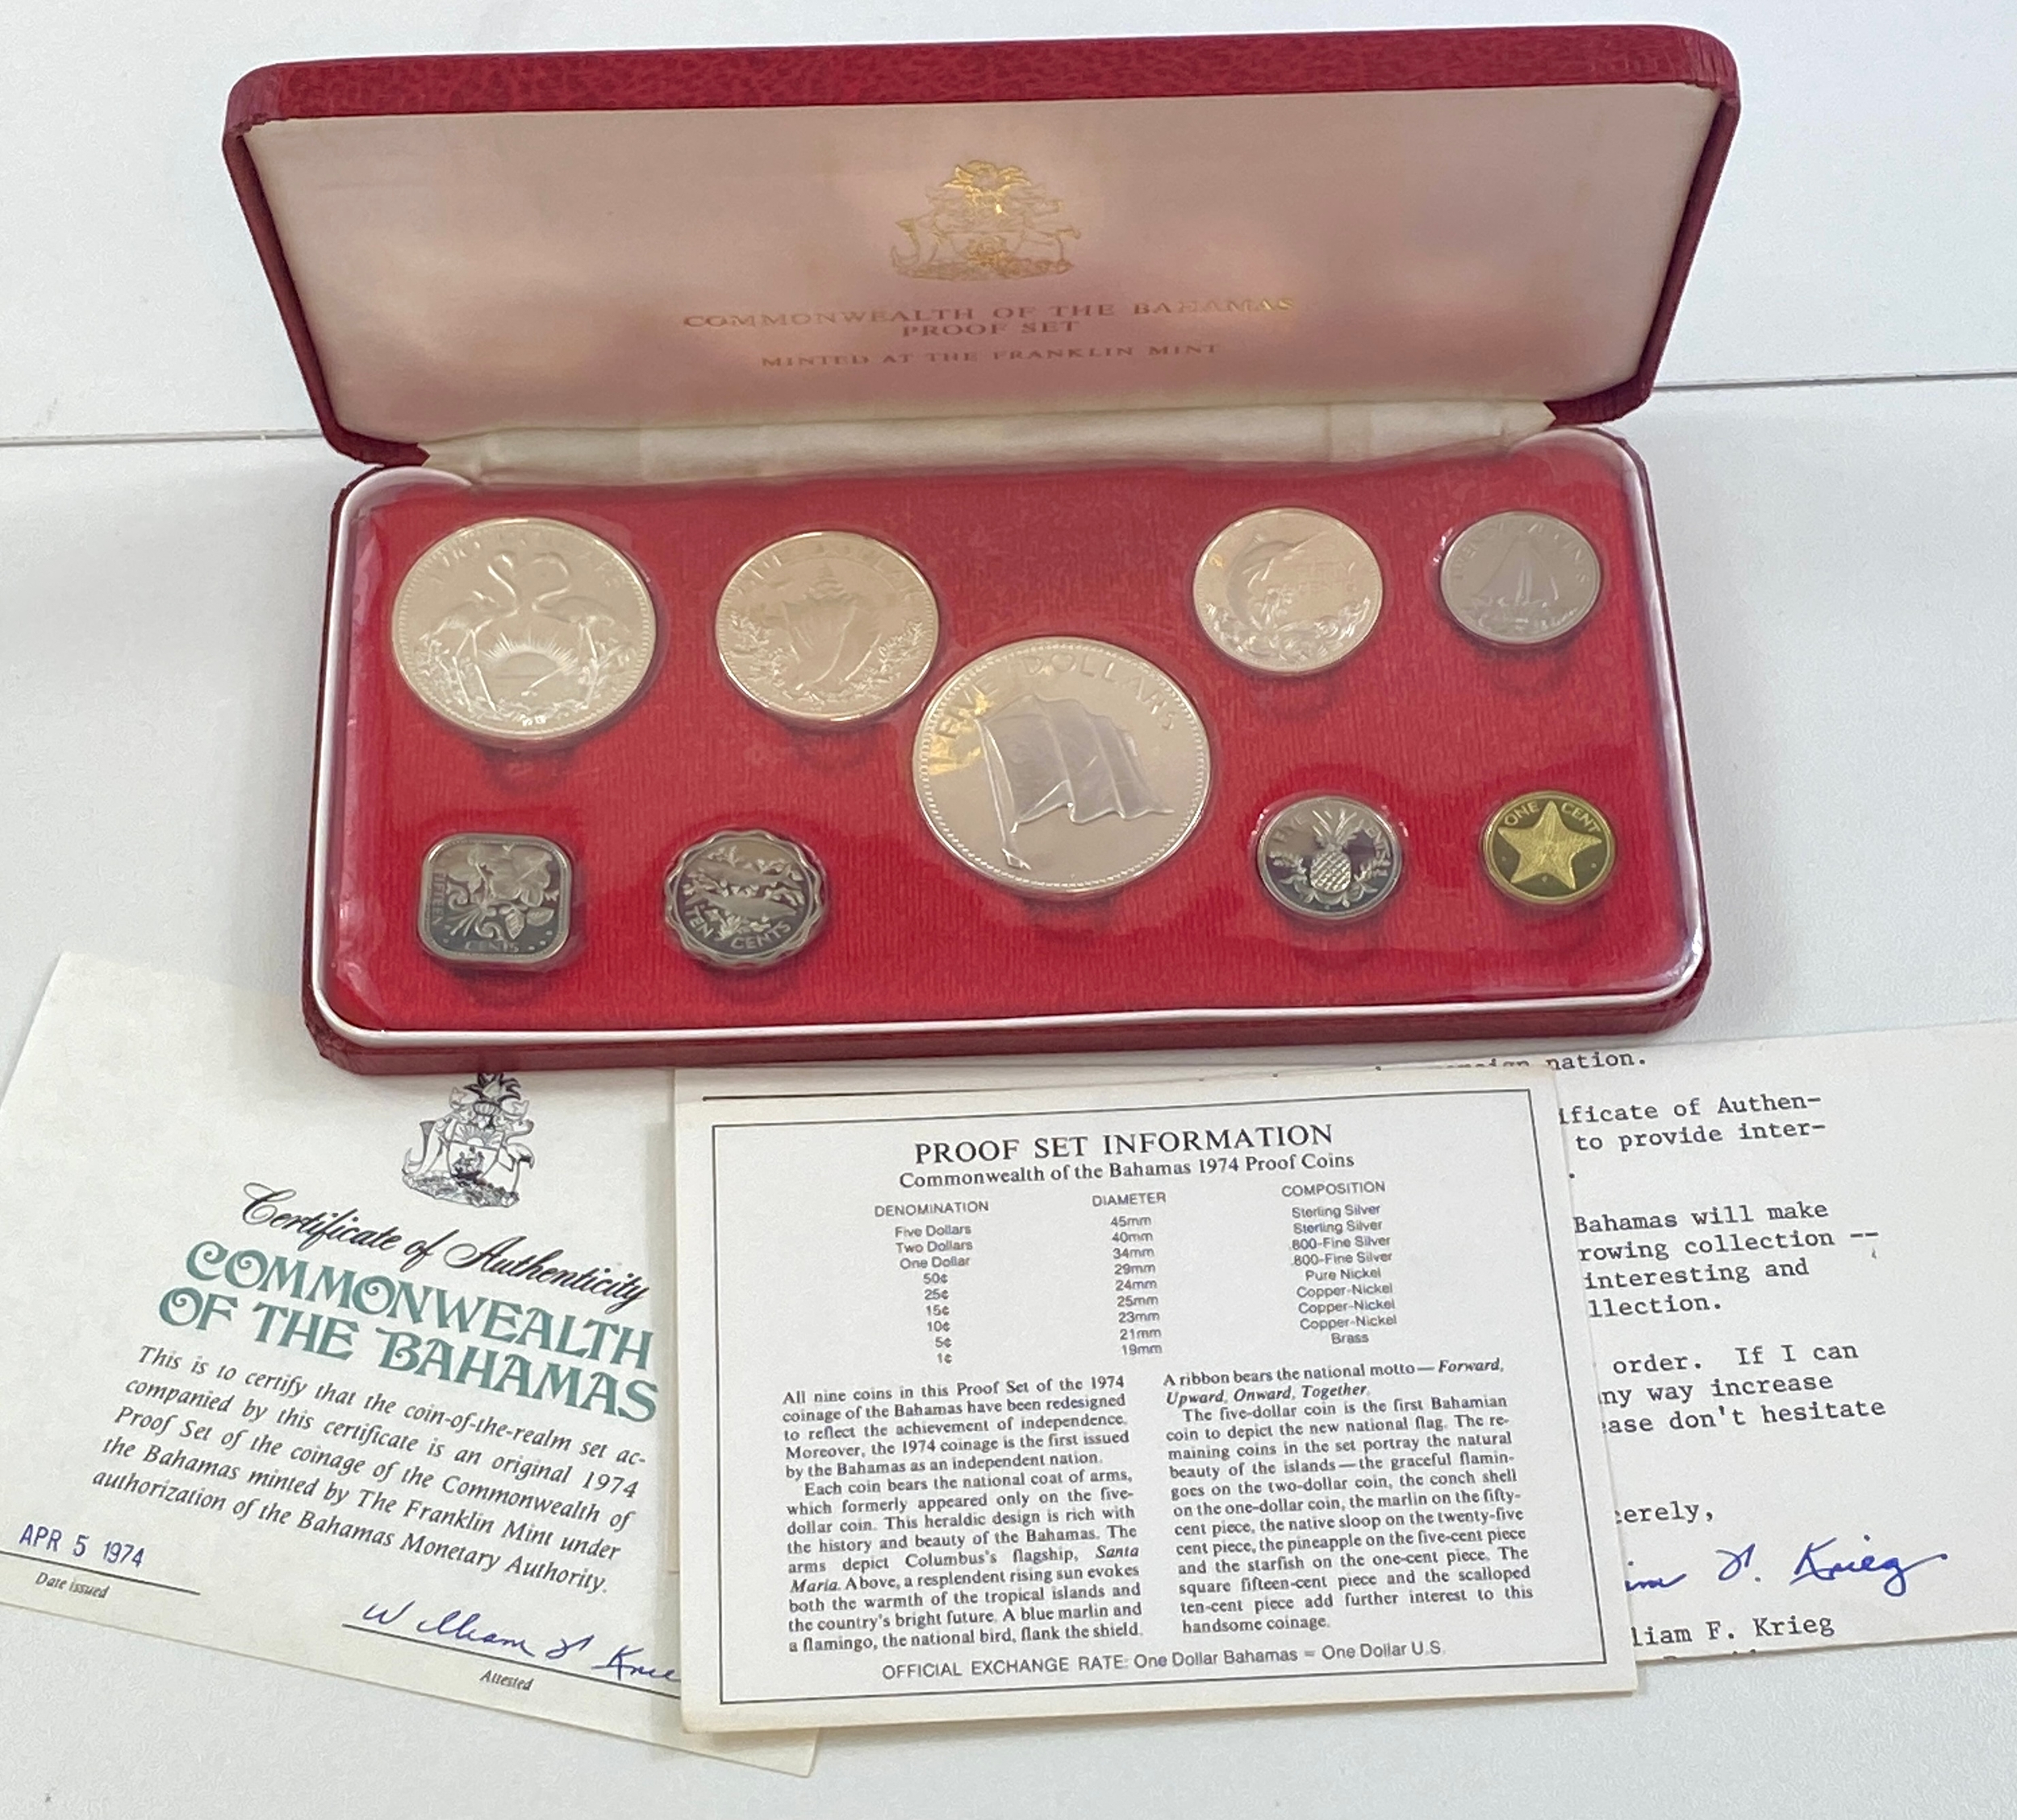 COMMONWEALTH OF THE BAHAMAS
PROOF SET
MINTED AT THE FRANKLIN MINT
TWO DOLLARS
ONE DOLLAR
FIFTY CENTS
TWENTY FIVE CENTS
FIVE DOLLARS
FIFTEEN CENTS
TEN CENTS
FIVE CENTS
ONE CENT
Certificate of Authenticity
COMMONWEALTH
OF THE BAHAMAS
This is to certify that the coin-of-the-realm set ac-
companied by this certificate is an original 1974
Proof Set of the coinage of the Commonwealth of
the Bahamas minted by The Franklin Mint under
authorization of the Bahamas Monetary Authority.
APR 5 1974
Date issued
William F. Krie
Attested
PROOF SET INFORMATION
Commonwealth of the Bahamas 1974 Proof Coins
DENOMINATION DIAMETER COMPOSITION
Five Dollars 45mm Sterling Silver
Two Dollars 40mm Sterling Silver
One Dollar 34mm .800-Fine Silver
50¢ 29mm .800-Fine Silver
25¢ 24mm Pure Nickel
15¢ 25mm Copper-Nickel
10¢ 23mm Copper-Nickel
5¢ 21mm Copper-Nickel
1¢ 19mm Brass
All nine coins in this Proof Set of the 1974
coinage of the Bahamas have been redesigned
to reflect the achievement of independence.
Moreover, the 1974 coinage is the first issued
by the Bahamas as an independent nation.
Each coin bears the national coat of arms,
which formerly appeared only on the five-
dollar coin. This heraldic design is rich with
the history and beauty of the Bahamas. The
arms depict Columbus's flagship, Santa
Maria. Above, a resplendent rising sun evokes
both the warmth of the tropical islands and
the country's bright future. A blue marlin and
a flamingo, the national bird, flank the shield.
A ribbon bears the national motto—Forward,
Upward, Onward, Together.
The five-dollar coin is the first Bahamian
coin to depict the new national flag. The re-
maining coins in the set portray the natural
beauty of the islands—the graceful flamin-
goes on the two-dollar coin, the conch shell
on the one-dollar coin, the marlin on the fifty-
cent piece, the native sloop on the twenty-five
cent piece, the pineapple on the five-cent piece
and the starfish on the one-cent piece. The
square fifteen-cent piece and the scalloped
ten-cent piece add further interest to this
handsome coinage.
OFFICIAL EXCHANGE RATE: One Dollar Bahamas = One Dollar U.S.
nation.
ificate of Authen-
to provide inter-
.
Bahamas will make
rowing collection --
interesting and
llection.
order. If I can
ny way increase
ease don't hesitate
cerely,
F. Krieg
liam F. Krieg